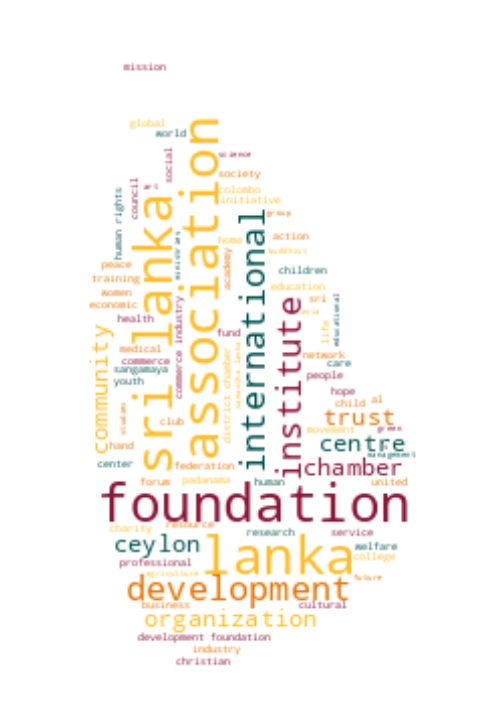 mission
global
world
association
social
science
art
society
human rights
council
colombo
initiative
sri lanka
group
international
home
action
ministries
buddhist
peace
academy
children
training
education
women
institute
sri
educational
economic
asia
commerce industry
health
life
fund
community
medical
district chamber
network
commerce
care
sangamaya
people
youth
hope
child
al
studies
trust
club
movement
green
hand
centre
management
center
federation
chamber
forum
padanama
human
united
foundation
charity
resource
research
service
ceylon
lanka
welfare
college
professional
agriculture
future
development
business
cultural
organization
development foundation
industry
christian